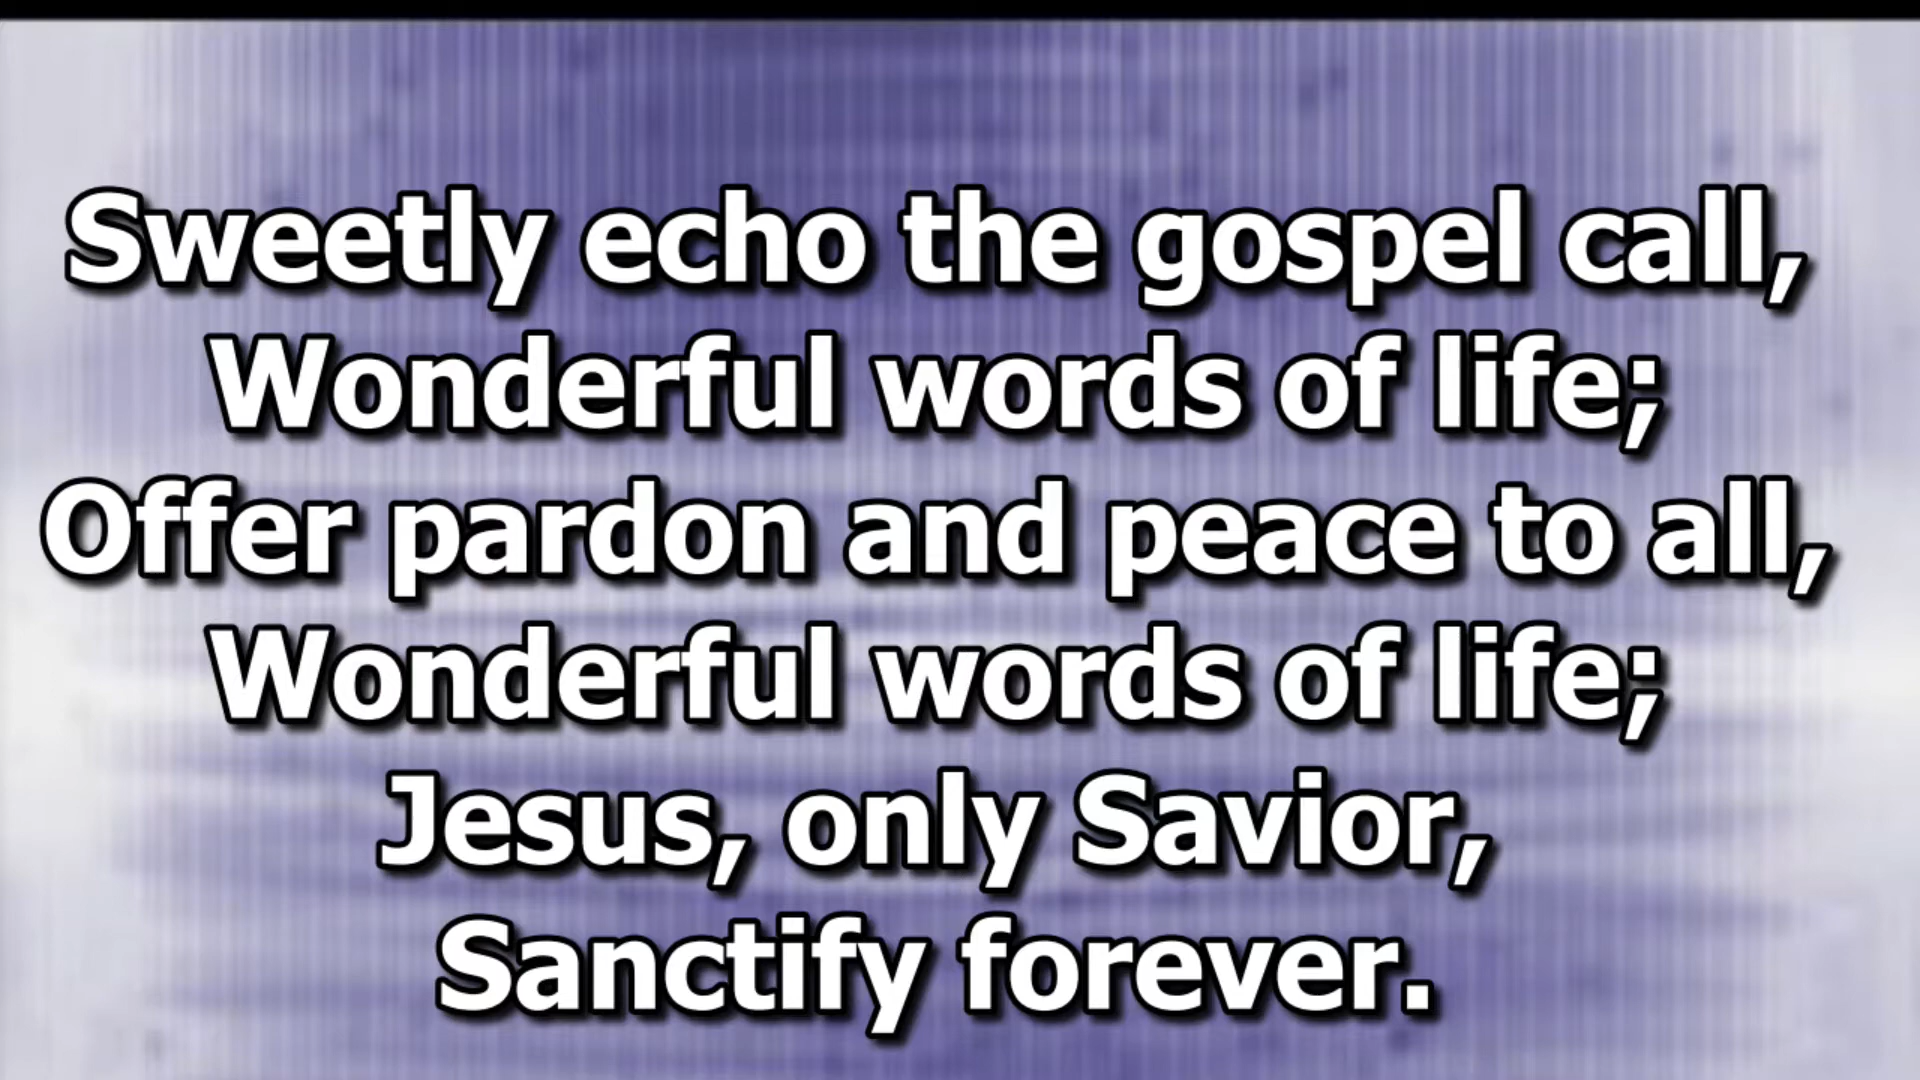 Sweetly echo the gospel call,
Wonderful words of life;
Offer pardon and peace to all,
Wonderful words of life;
Jesus, only Savior,
Sanctify forever.